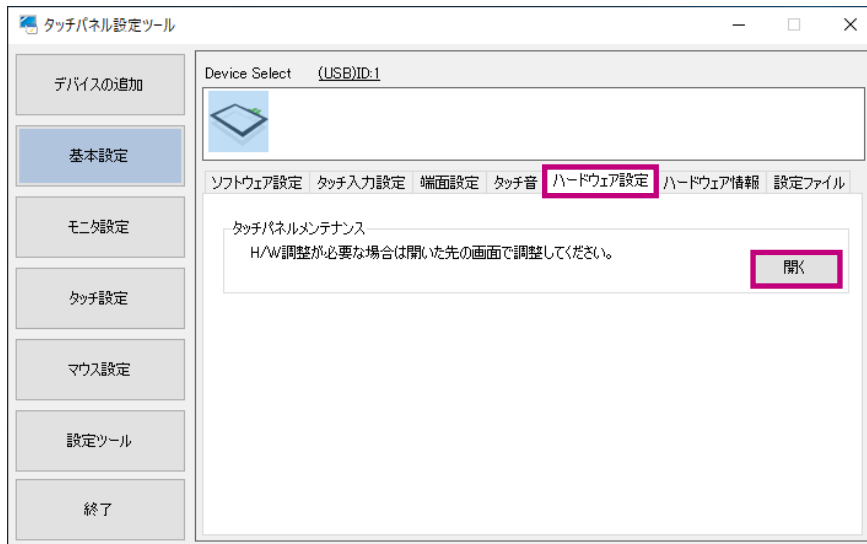 タッチパネル設定ツール
デバイスの追加
基本設定
モニタ設定
タッチ設定
マウス設定
設定ツール
終了
Device Select (USB)ID:1
ソフトウェア設定 タッチ入力設定 端面設定 タッチ音 ハードウェア設定 ハードウェア情報 設定ファイル
タッチパネルメンテナンス
H/W調整が必要な場合は開いた先の画面で調整してください。
開く